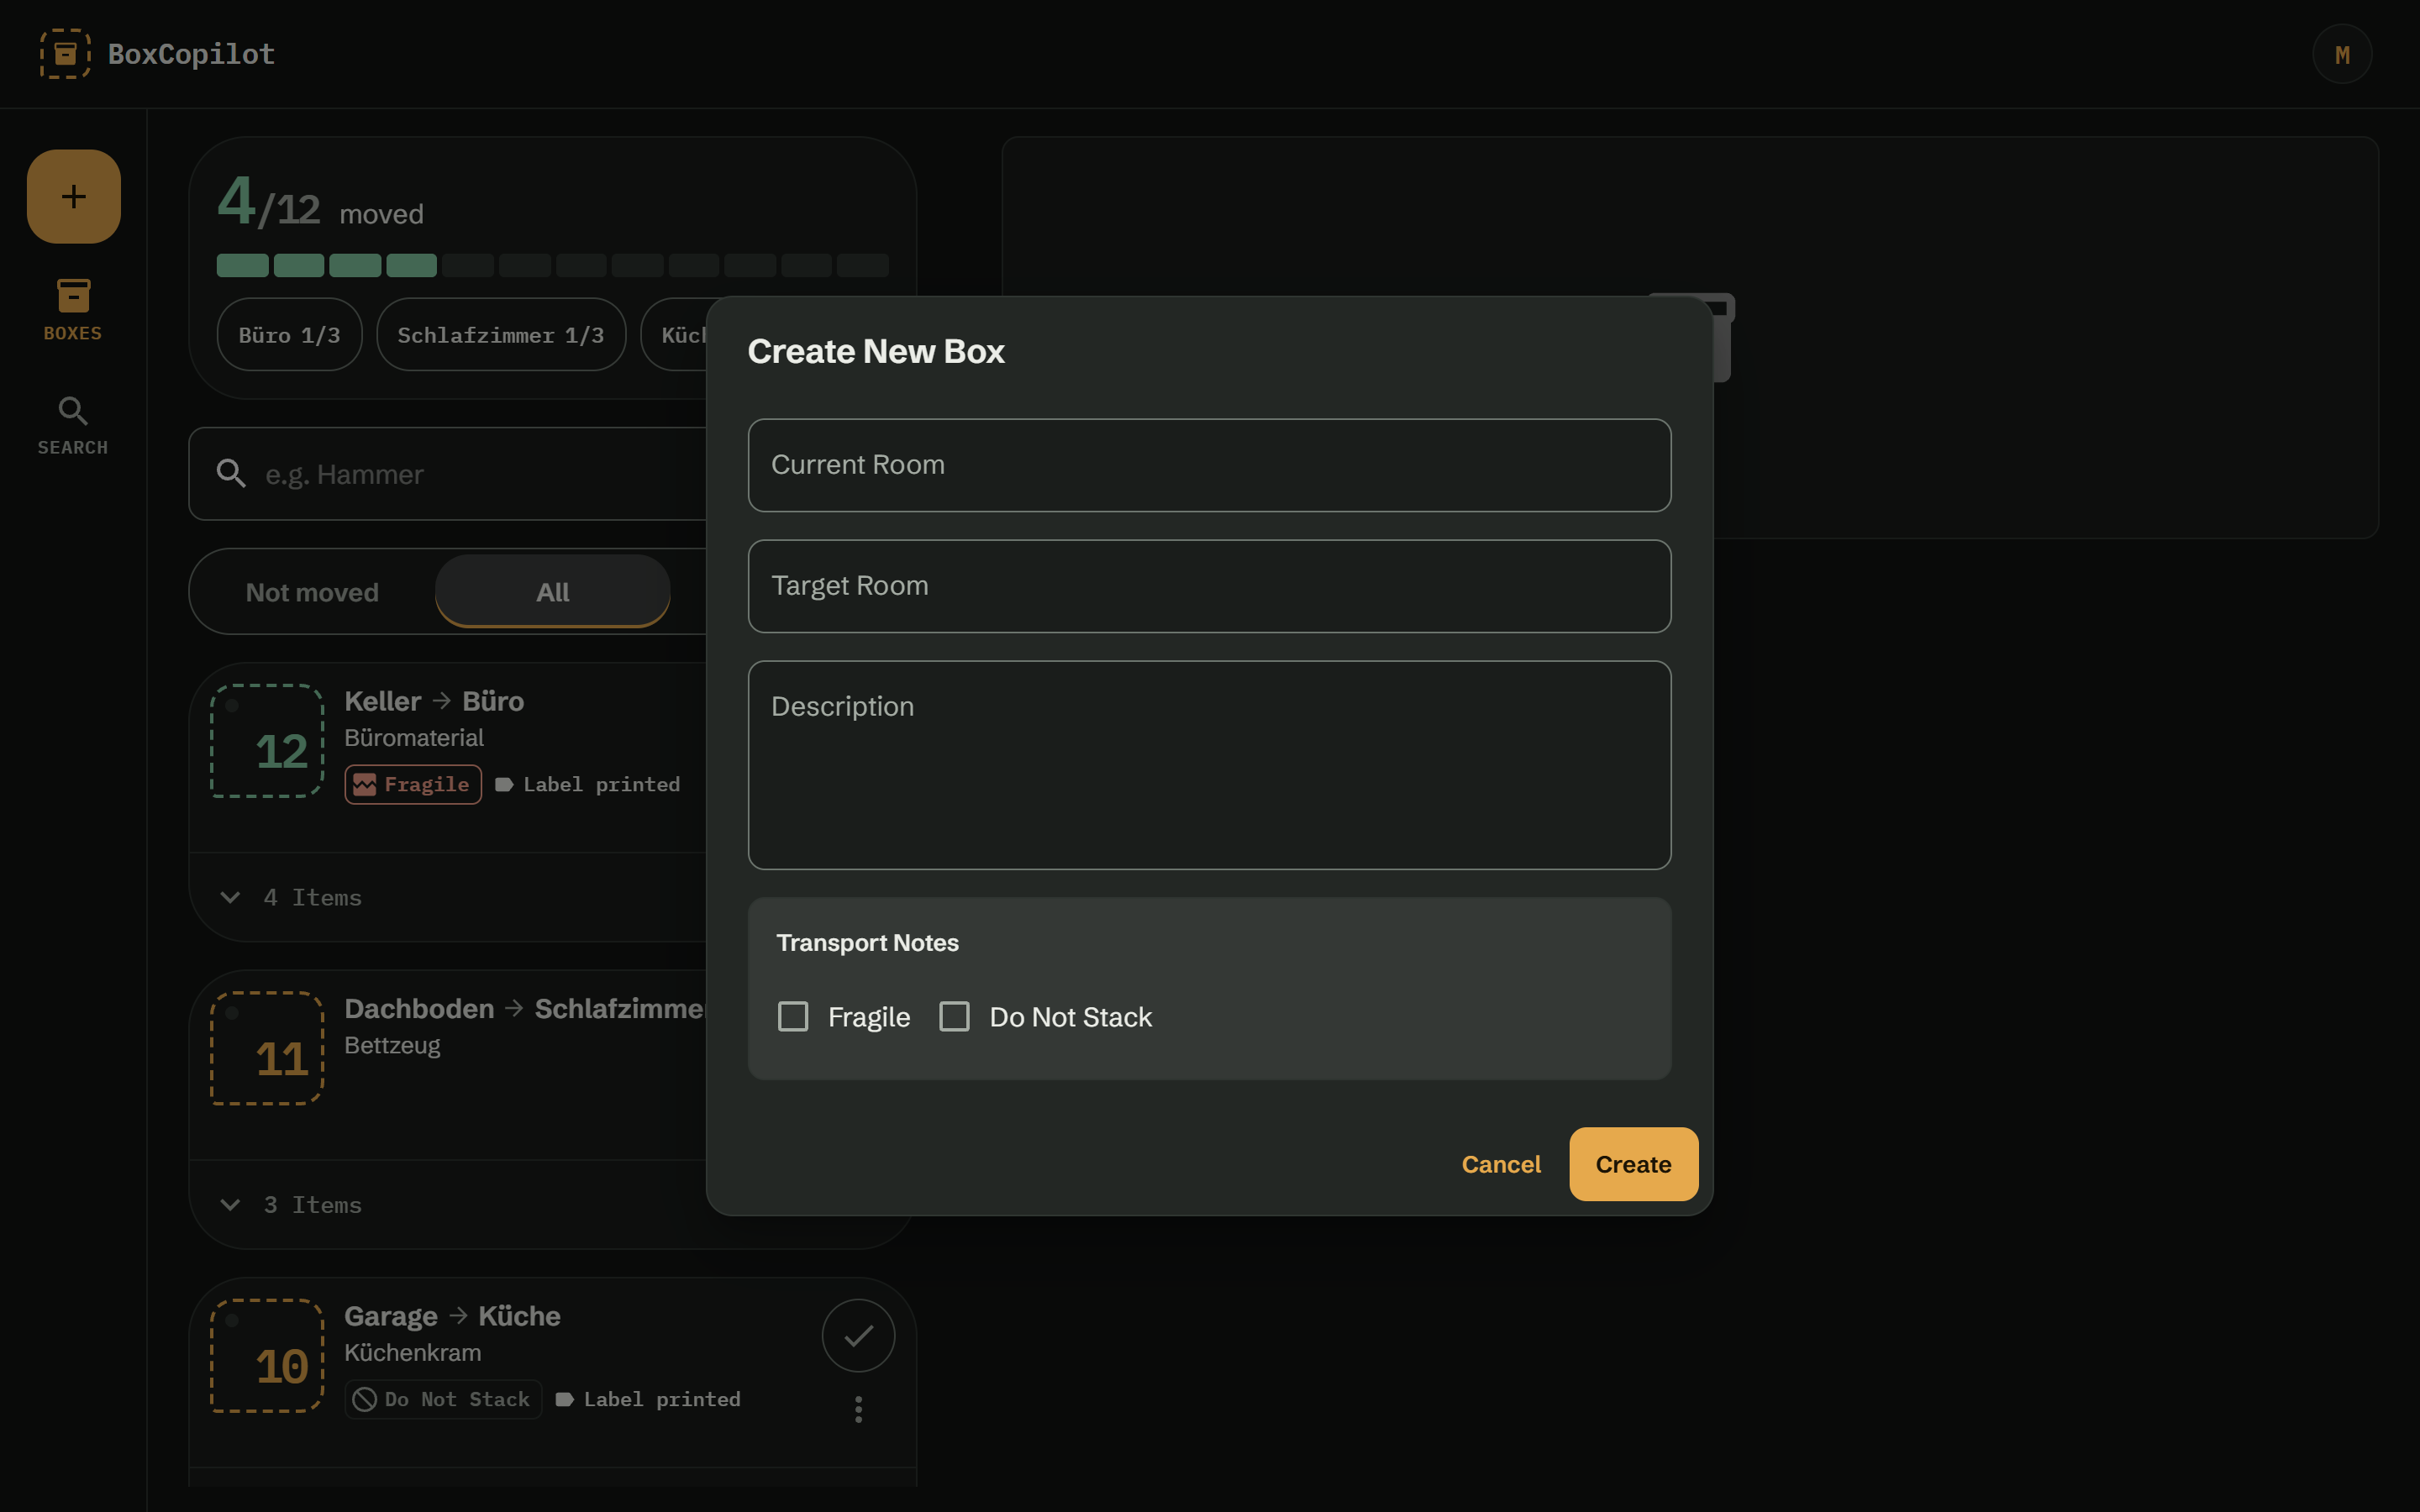 BoxCopilot
M
BOXES
SEARCH
4/12 moved
Büro 1/3
Schlafzimmer 1/3
e.g. Hammer
Not moved
All
12
Keller → Büro
Büromaterial
Fragile
Label printed
4 Items
11
Dachboden → Schlafzimmer
Bettzeug
3 Items
10
Garage → Küche
Küchenkram
Do Not Stack
Label printed
Create New Box
Current Room
Target Room
Description
Transport Notes
Fragile
Do Not Stack
Cancel
Create